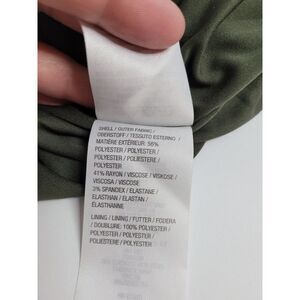 SHELL / OUTER FABRIC /
OBERSTOFF / TESSUTO ESTERNO /
MATIÈRE EXTÉRIEUR: 56%
POLYESTER / POLYESTER /
POLYESTER / POLIESTERE /
POLYESTER
41% RAYON / VISCOSE / VISKOSE /
VISCOSA / VISCOSE
3% SPANDEX / ELASTANE /
ELASTHAN / ELASTAN /
ÉLASTHANNE
LINING / LINING / FUTTER / FODERA
/ DOUBLURE: 100% POLYESTER /
POLYESTER / POLYESTER /
POLIESTERE / POLYESTER